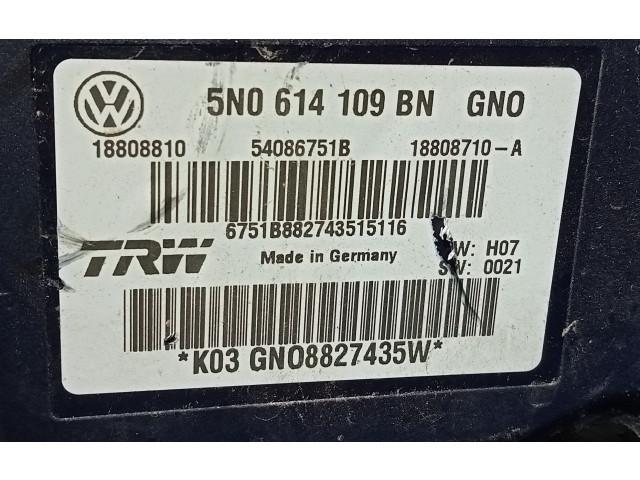 5N0 614 109 BN GNO
18808810 54086751B 18808710-A
6751B882743515116
TRW Made in Germany W: H07
SW: 0021
*K03 GNO8827435W*